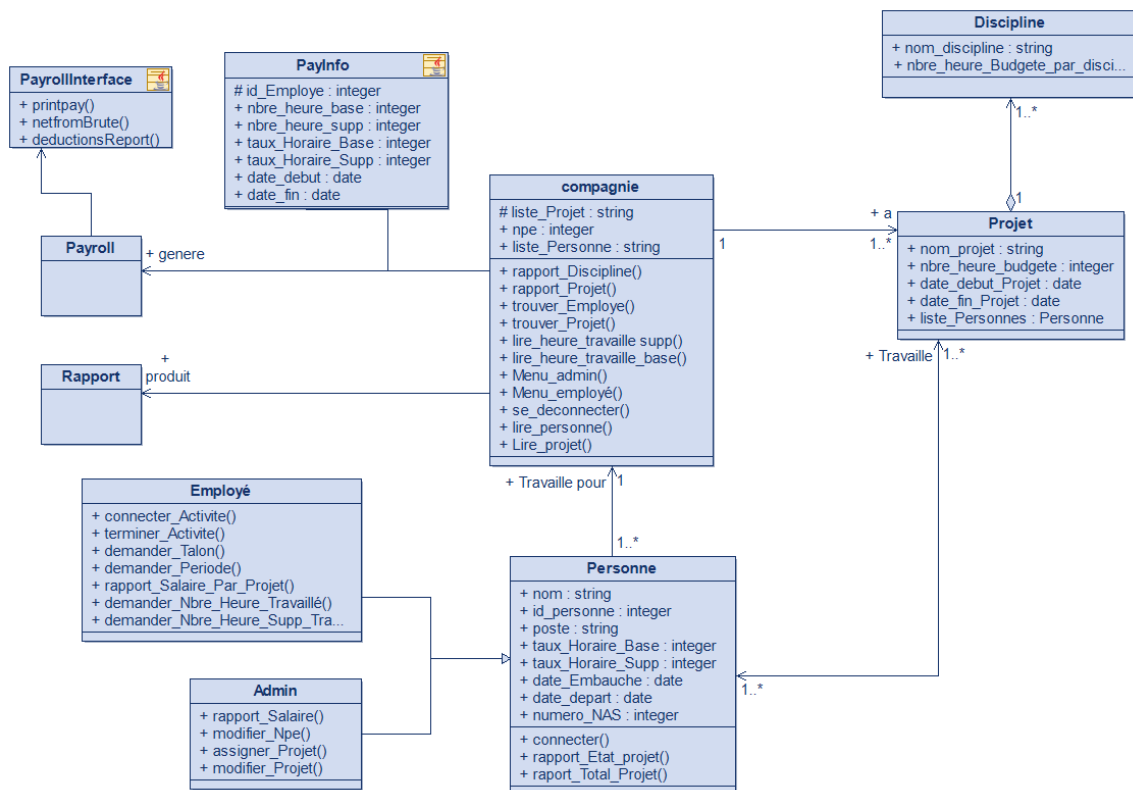 Discipline
+ nom_discipline : string
+ nbre_heure_Budgete_par_disci...
1..*
1
PayrollInterface
+ printpay()
+ netfromBrute()
+ deductionsReport()
PayInfo
# id_Employe : integer
+ nbre_heure_base : integer
+ nbre_heure_supp : integer
+ taux_Horaire_Base : integer
+ taux_Horaire_Supp : integer
+ date_debut : date
+ date_fin : date
compagnie
# liste_Projet : string
+ npe : integer
+ liste_Personne : string
+ rapport_Discipline()
+ rapport_Projet()
+ trouver_Employe()
+ trouver_Projet()
+ lire_heure_travaille supp()
+ lire_heure_travaille_base()
+ Menu_admin()
+ Menu_employé()
+ se_deconnecter()
+ lire_personne()
+ Lire_projet()
+ a
1
1..*
Projet
+ nom_projet : string
+ nbre_heure_budgete : integer
+ date_debut_Projet : date
+ date_fin_Projet : date
+ liste_Personnes : Personne
Payroll
+ genere
+ Travaille
1..*
Rapport
+
produit
+ Travaille pour
1
1..*
Employé
+ connecter_Activite()
+ terminer_Activite()
+ demander_Talon()
+ demander_Periode()
+ rapport_Salaire_Par_Projet()
+ demander_Nbre_Heure_Travaillé()
+ demander_Nbre_Heure_Supp_Tra...
Personne
+ nom : string
+ id_personne : integer
+ poste : string
+ taux_Horaire_Base : integer
+ taux_Horaire_Supp : integer
+ date_Embauche : date
+ date_depart : date
+ numero_NAS : integer
+ connecter()
+ rapport_Etat_projet()
+ raport_Total_Projet()
1..*
Admin
+ rapport_Salaire()
+ modifier_Npe()
+ assigner_Projet()
+ modifier_Projet()